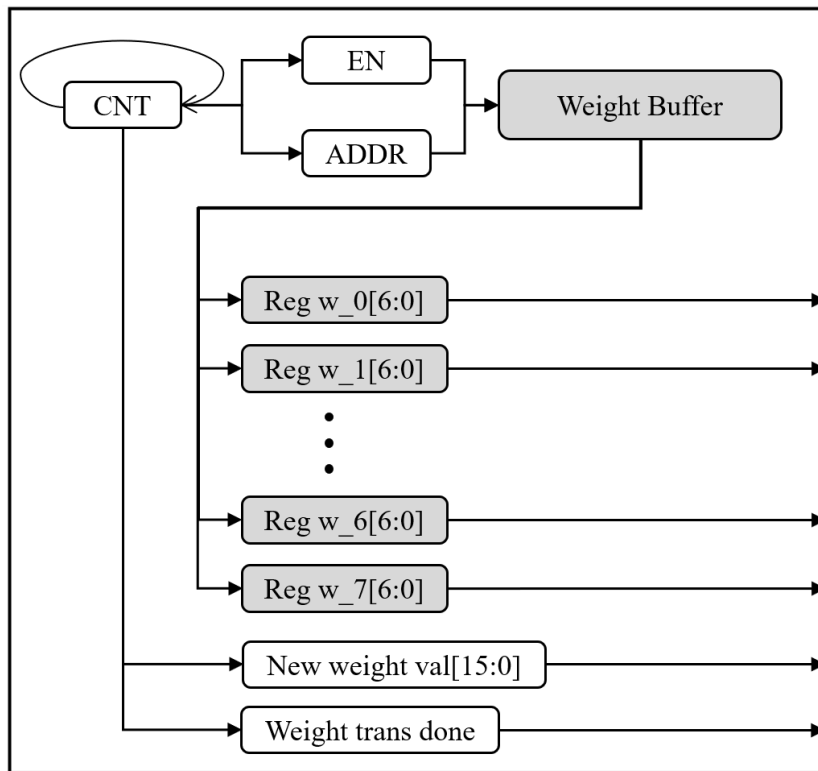 EN
CNT
Weight Buffer
ADDR
Reg w_0[6:0]
Reg w_1[6:0]
Reg w_6[6:0]
Reg w_7[6:0]
New weight val[15:0]
Weight trans done